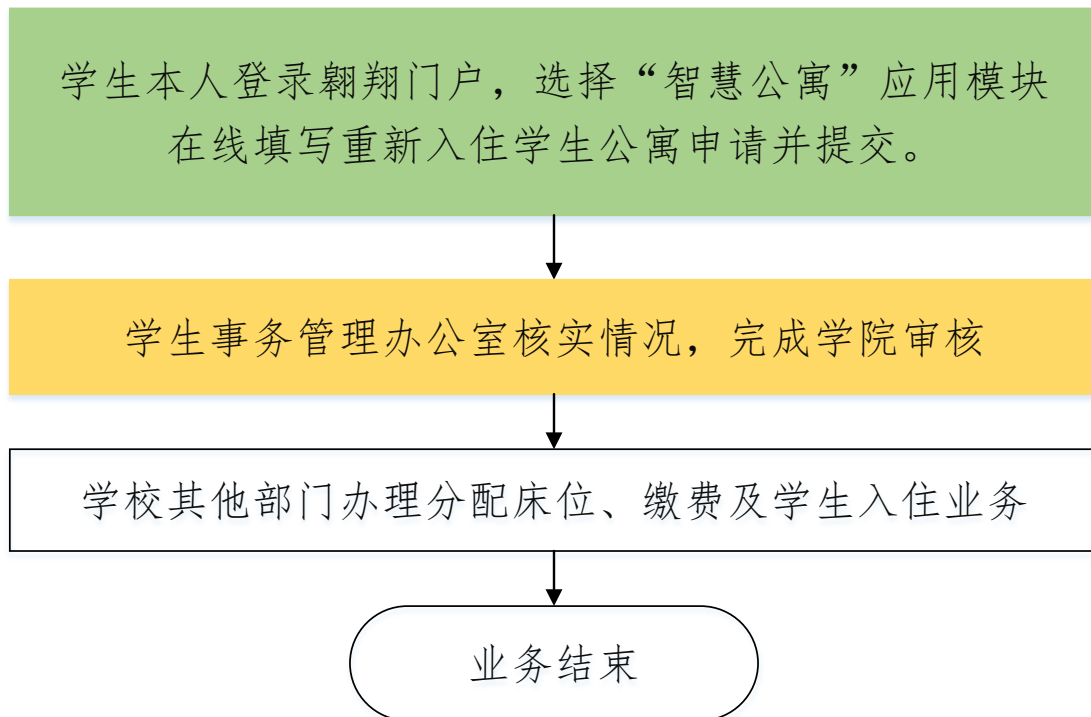 学生本人登录翱翔门户，选择“智慧公寓”应用模块
在线填写重新入住学生公寓申请并提交。
学生事务管理办公室核实情况，完成学院审核
学校其他部门办理分配床位、缴费及学生入住业务
业务结束